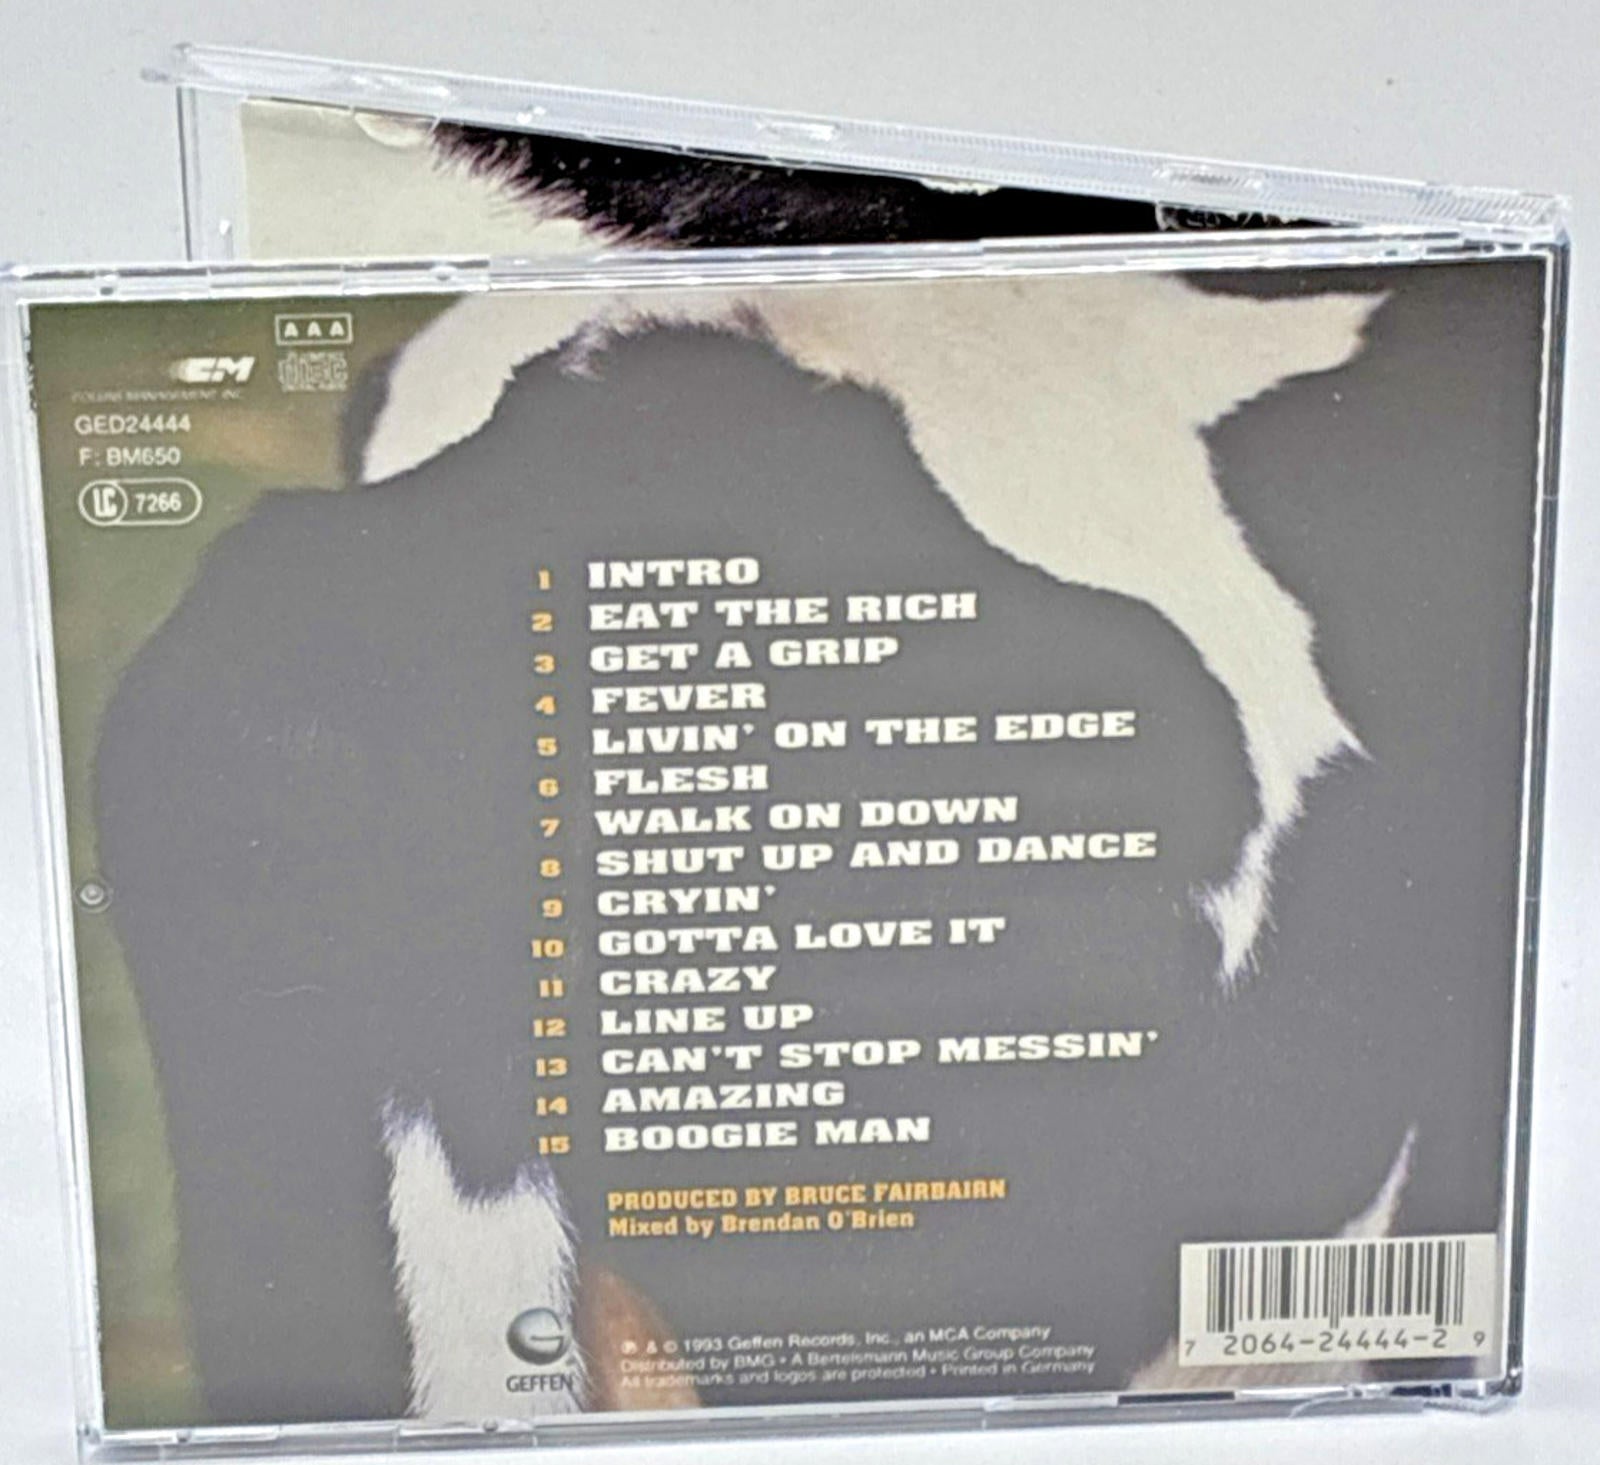 AAA
CM
COLLINS MANAGEMENT INC.
disc
GED24444
F: BM650
LC 7266
1 INTRO
2 EAT THE RICH
3 GET A GRIP
4 FEVER
5 LIVIN' ON THE EDGE
6 FLESH
7 WALK ON DOWN
8 SHUT UP AND DANCE
9 CRYIN'
10 GOTTA LOVE IT
11 CRAZY
12 LINE UP
13 CAN'T STOP MESSIN'
14 AMAZING
15 BOOGIE MAN
PRODUCED BY BRUCE FAIRBAIRN
Mixed by Brendan O'Brien
G
GEFFEN
℗ & © 1993 Geffen Records, Inc., an MCA Company
Distributed by BMG • A Bertelsmann Music Group Company
All trademarks and logos are protected • Printed in Germany
7 2064-24444-2 9